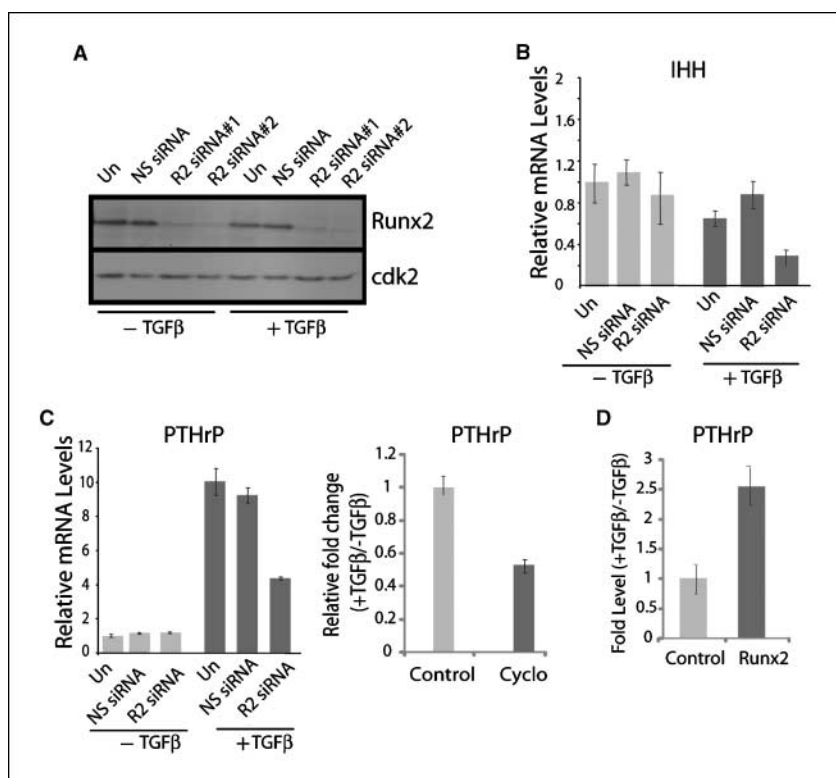 A
Un
NS siRNA
R2 siRNA#1
R2 siRNA#2
Un
NS siRNA
R2 siRNA#1
R2 siRNA#2
Runx2
cdk2
− TGFβ
+ TGFβ
B
IHH
Relative mRNA Levels
2
1.6
1.2
0.8
0.4
0
Un
NS siRNA
R2 siRNA
Un
NS siRNA
R2 siRNA
− TGFβ
+ TGFβ
C
PTHrP
Relative mRNA Levels
12
10
8
6
4
2
0
Un
NS siRNA
R2 siRNA
Un
NS siRNA
R2 siRNA
− TGFβ
+TGFβ
PTHrP
Relative fold change
(+TGFβ/-TGFβ)
1.2
1
0.8
0.6
0.4
0.2
0
Control
Cyclo
D
PTHrP
Fold Level (+TGFβ/-TGFβ)
3
2.5
2
1.5
1
0.5
0
Control
Runx2